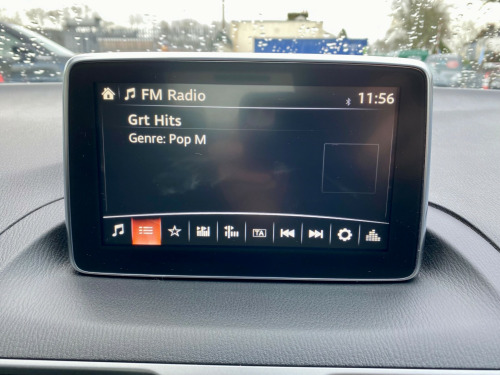 FM Radio
11:56
Grt Hits
Genre: Pop M
TA